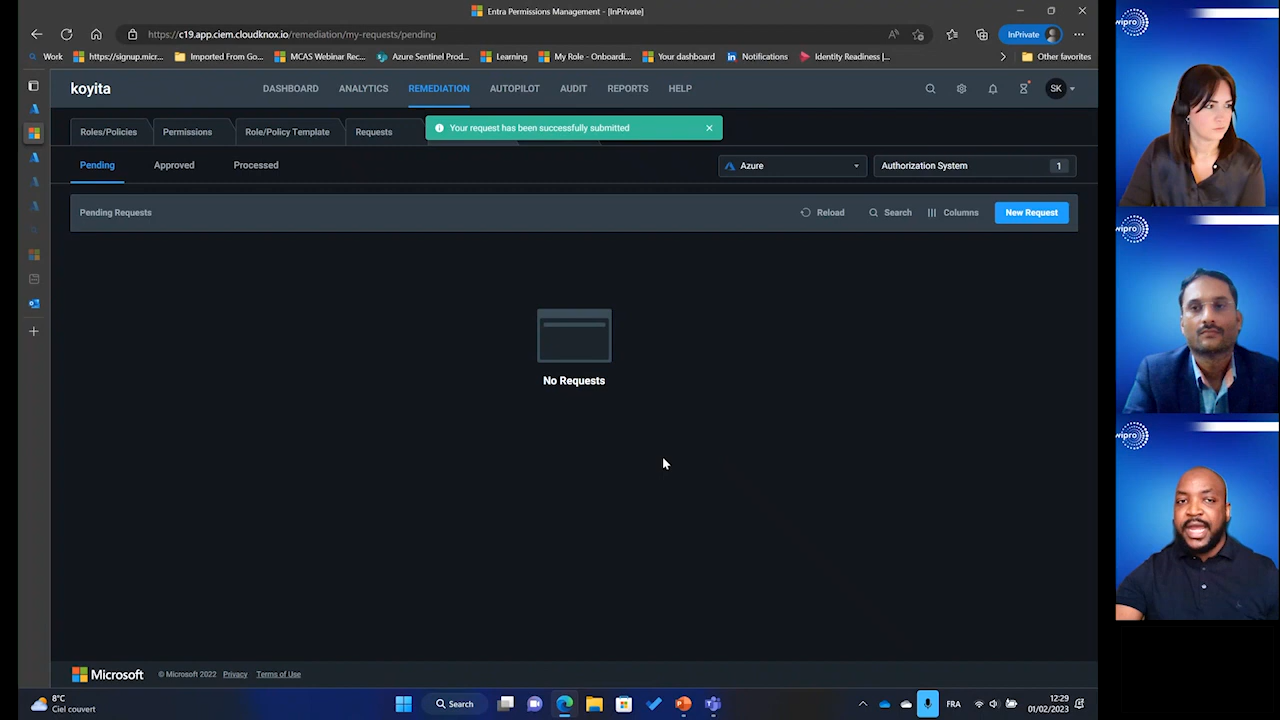 Entra Permissions Management - [InPrivate]
https://c19.app.ciem.cloudknox.io/remediation/my-requests/pending
InPrivate
Work
https://signup.micr...
Imported From Go...
MCAS Webinar Rec...
Azure Sentinel Prod...
Learning
My Role - Onboardi...
Your dashboard
Notifications
Identity Readiness |...
Other favorites
koyita
DASHBOARD
ANALYTICS
REMEDIATION
AUTOPILOT
AUDIT
REPORTS
HELP
SK
Roles/Policies
Permissions
Role/Policy Template
Requests
Your request has been successfully submitted
Pending
Approved
Processed
Azure
Authorization System
1
Pending Requests
Reload
Search
Columns
New Request
No Requests
Microsoft
© Microsoft 2022
Privacy
Terms of Use
8°C
Ciel couvert
Search
FRA
12:29
01/02/2023
wipro
wipro
wipro